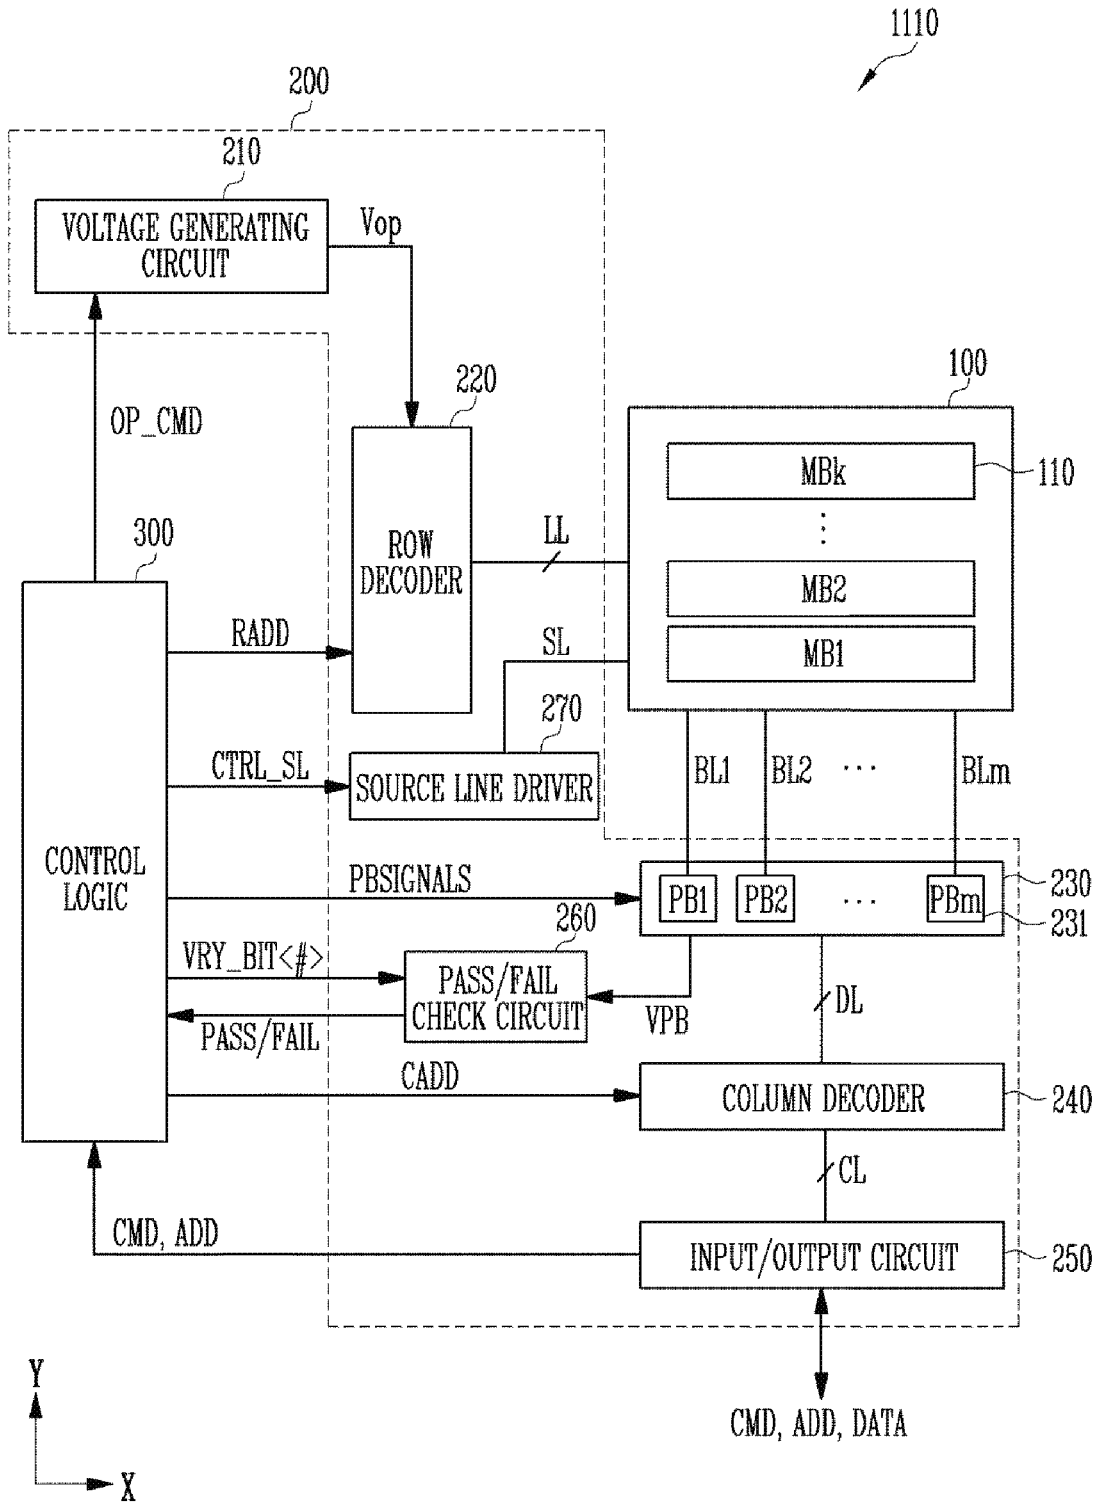 1110
200
210
VOLTAGE GENERATING
CIRCUIT
Vop
220
100
OP_CMD
MBk
110
⋮
300
LL
ROW
DECODER
MB2
RADD
SL
MB1
270
CTRL_SL
SOURCE LINE DRIVER
BL1
BL2
...
BLm
CONTROL
LOGIC
PBSIGNALS
PB1
PB2
...
PBm
230
231
260
VRY_BIT<#>
PASS/FAIL
CHECK CIRCUIT
VPB
DL
PASS/FAIL
CADD
COLUMN DECODER
240
CL
CMD, ADD
INPUT/OUTPUT CIRCUIT
250
CMD, ADD, DATA
Y
X